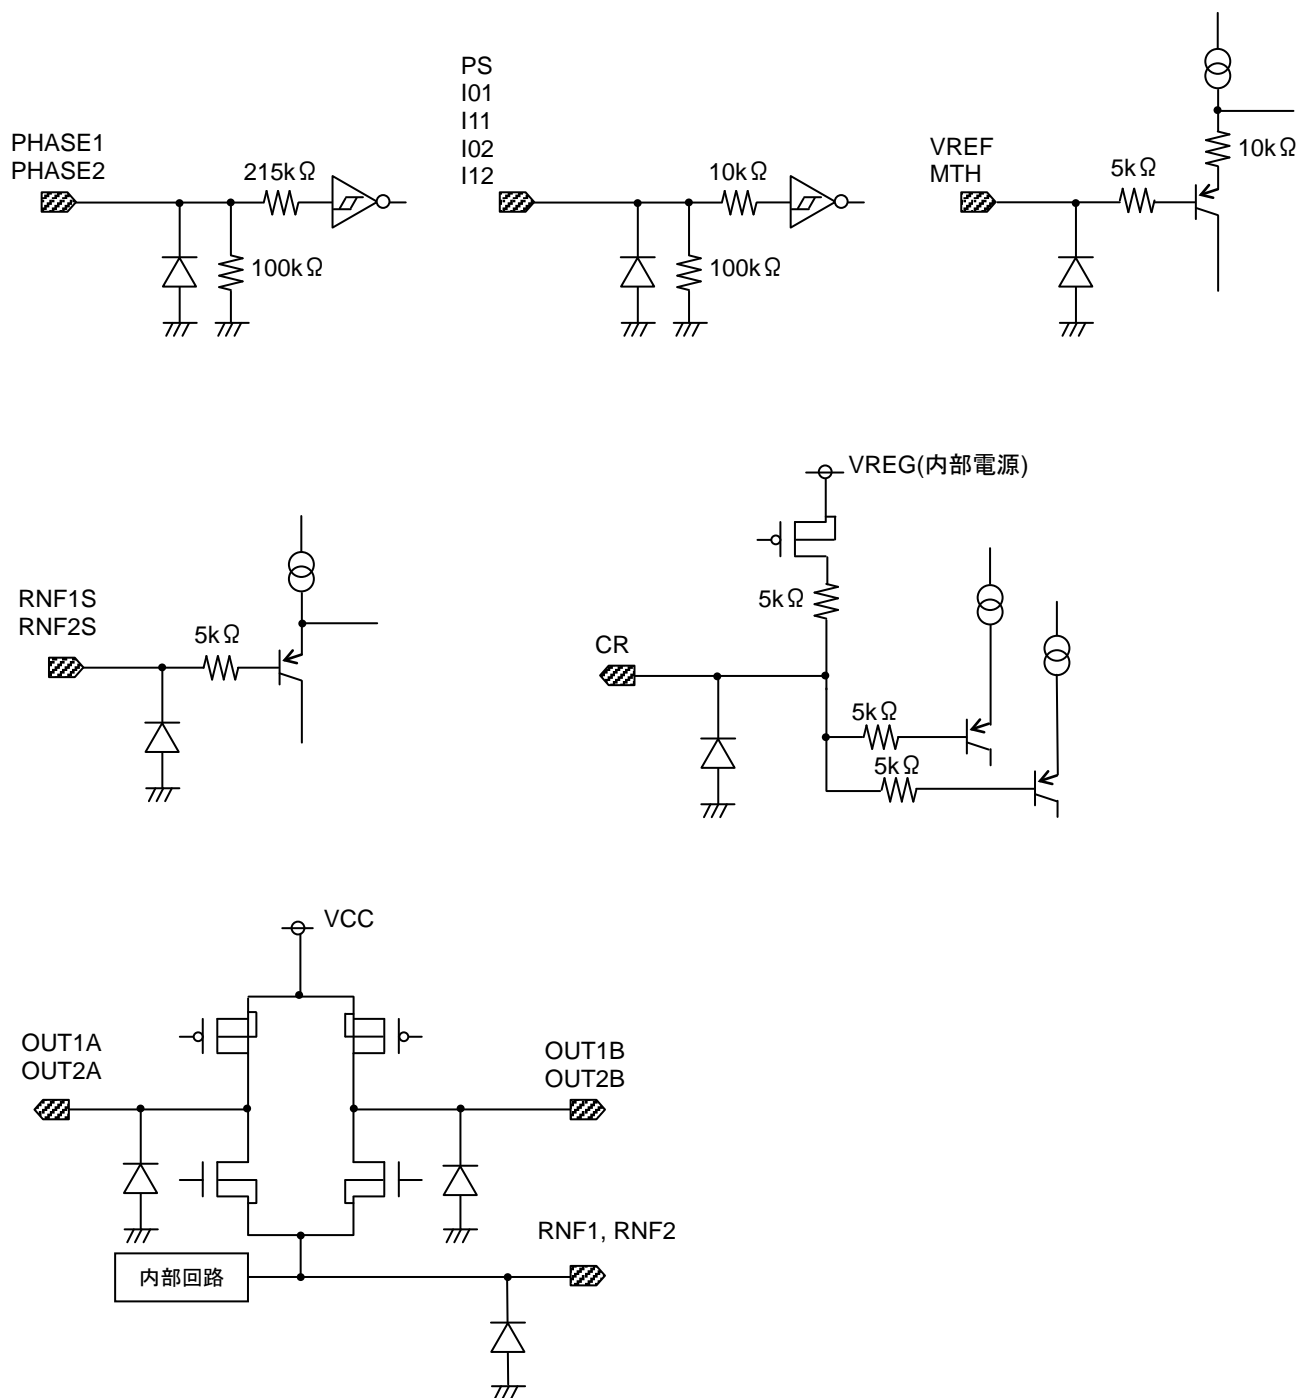 PHASE1
PHASE2
215kΩ
100kΩ
PS
I01
I11
I02
I12
10kΩ
100kΩ
VREF
MTH
5kΩ
10kΩ
RNF1S
RNF2S
5kΩ
VREG(内部電源)
5kΩ
CR
5kΩ
5kΩ
VCC
OUT1A
OUT2A
OUT1B
OUT2B
RNF1, RNF2
内部回路